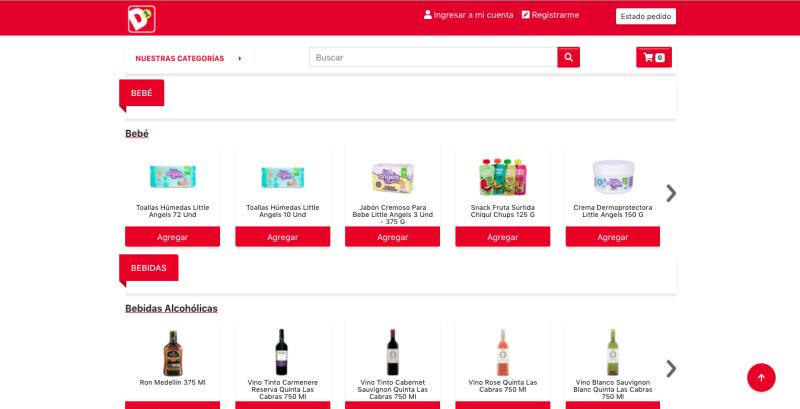 Ingresar a mi cuenta
Registrarme
Estado pedido
NUESTRAS CATEGORÍAS
Buscar
0
BEBÉ
Bebé
Toallas Húmedas Little
Angels 72 Und
Toallas Húmedas Little
Angels 10 Und
Jabón Cremoso Para
Bebe Little Angels 3 Und
- 375 G
Snack Fruta Surtida
Chiqui Chups 125 G
Crema Dermoprotectora
Little Angels 150 G
Agregar
Agregar
Agregar
Agregar
Agregar
BEBIDAS
Bebidas Alcohólicas
Ron Medellín 375 Ml
Vino Tinto Carmenere
Reserva Quinta Las
Cabras 750 Ml
Vino Tinto Cabernet
Sauvignon Quinta Las
Cabras 750 Ml
Vino Rose Quinta Las
Cabras 750 Ml
Vino Blanco Sauvignon
Blanc Quinta Las Cabras
750 Ml